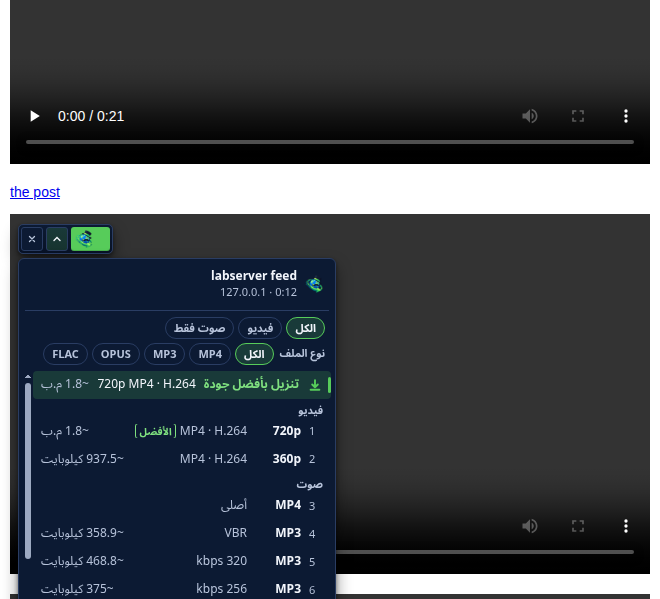 0:00 / 0:21
the post
labserver feed
127.0.0.1 · 0:12
الكل فيديو صوت فقط
نوع الملف الكل MP4 MP3 OPUS FLAC
تنزيل بأفضل جودة 720p MP4 · H.264 ~1.8 م.ب
فيديو
1 720p MP4 · H.264 [الأفضل] ~1.8 م.ب
2 360p MP4 · H.264 ~937.5 كيلوبايت
صوت
3 MP4 أصلي
4 MP3 VBR ~358.9 كيلوبايت
5 MP3 320 kbps ~468.8 كيلوبايت
6 MP3 256 kbps ~375 كيلوبايت